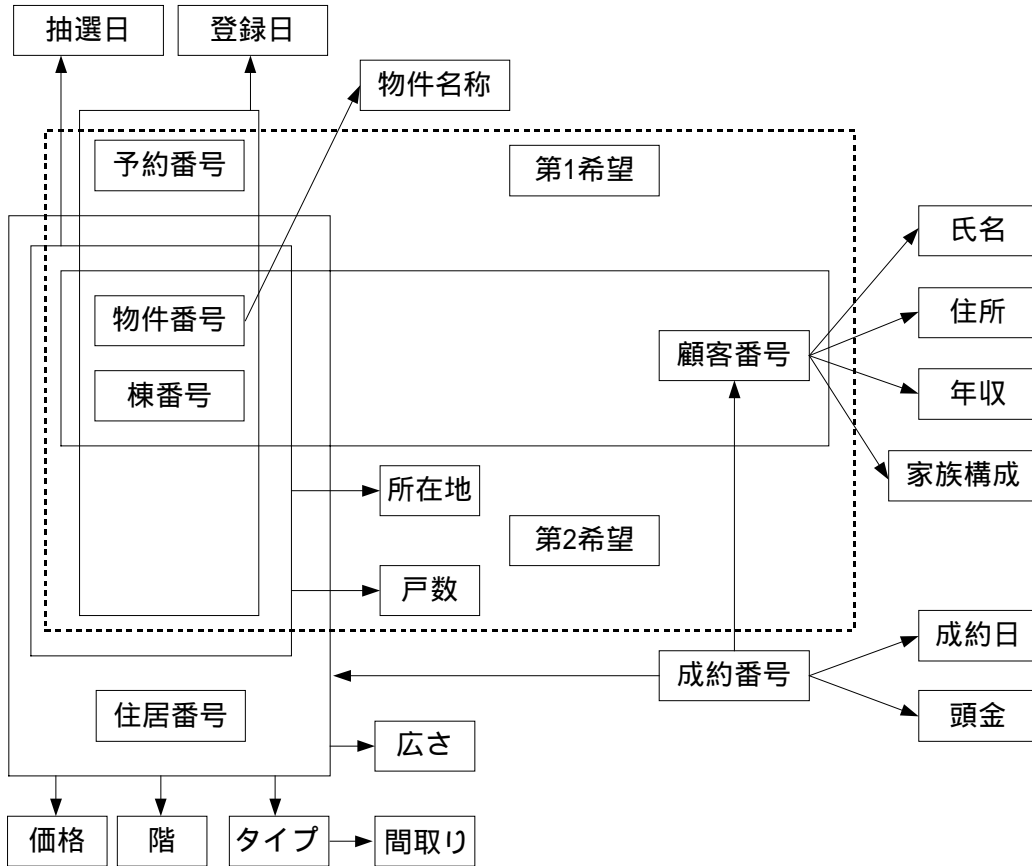 抽選日
登録日
物件名称
予約番号
第1希望
氏名
物件番号
住所
顧客番号
棟番号
年収
家族構成
所在地
第2希望
戸数
成約日
成約番号
住居番号
頭金
広さ
価格
階
タイプ
間取り